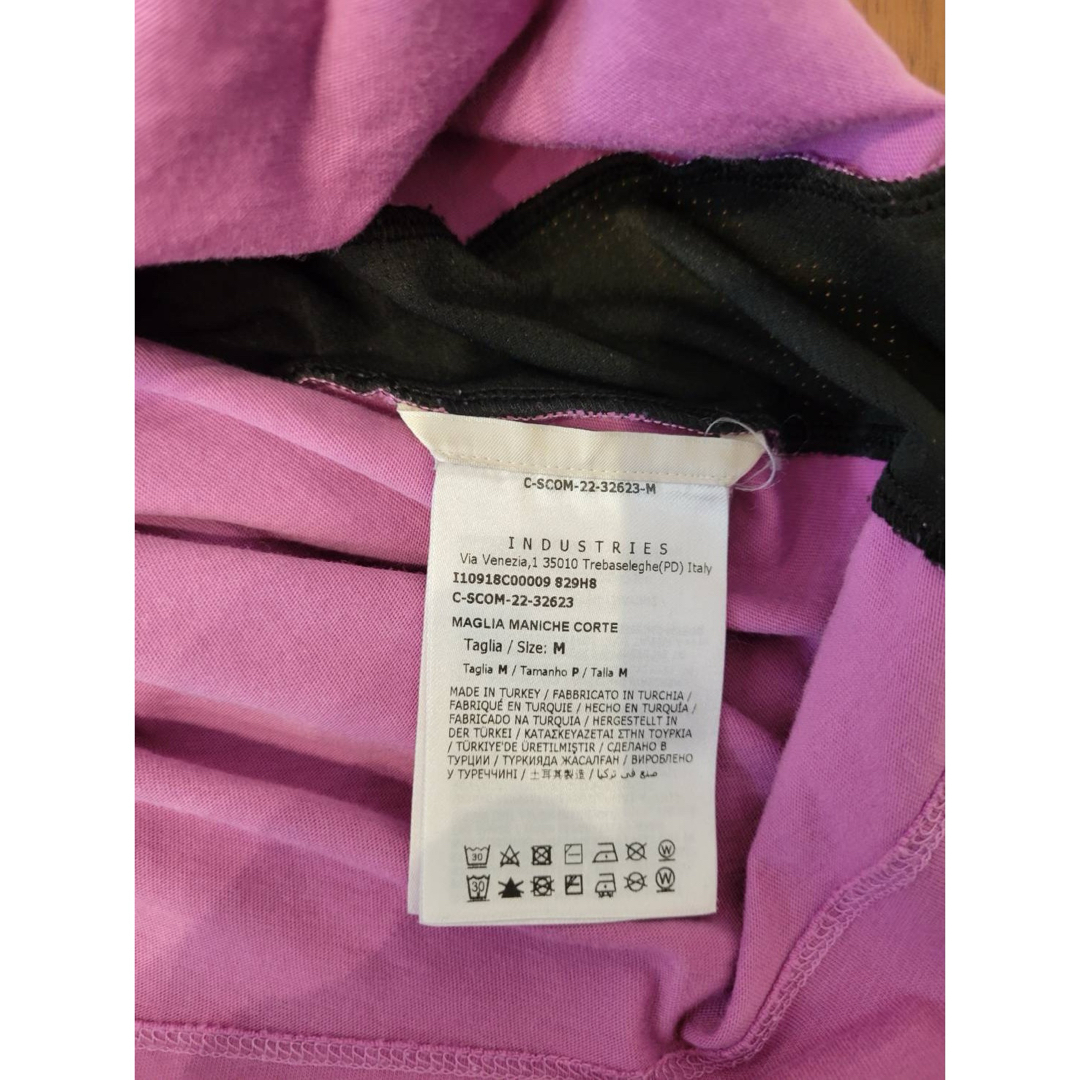 C-SCOM-22-32623-M
INDUSTRIES
Via Venezia,1 35010 Trebaseleghe(PD) Italy
I10918C00009 829H8
C-SCOM-22-32623
MAGLIA MANICHE CORTE
Taglia / Size: M
Taglia M / Tamanho P / Talla M
MADE IN TURKEY / FABBRICATO IN TURCHIA /
FABRIQUÉ EN TURQUIE / HECHO EN TURQUÍA /
FABRICADO NA TURQUIA / HERGESTELLT IN
DER TÜRKEI / ΚΑΤΑΣΚΕΥΑΖΕΤΑΙ ΣΤΗΝ ΤΟΥΡΚΙΑ
/ TÜRKİYE'DE ÜRETİLMİŞTİR / СДЕЛАНО В
ТУРЦИИ / ТҮРКИЯДА ЖАСАЛҒАН / ВИРОБЛЕНО
У ТУРЕЧЧИНІ / 土耳其製造 / صنع في تركيا
30 W
30 W